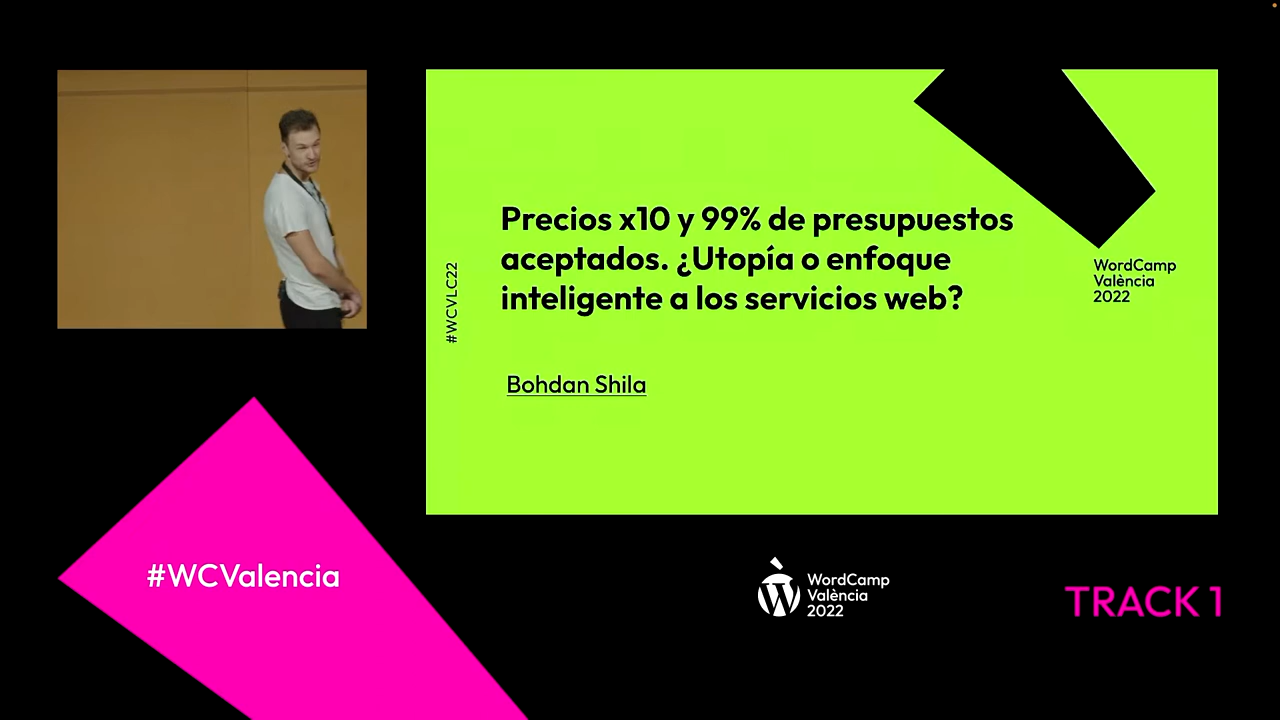 Precios x10 y 99% de presupuestos
aceptados. ¿Utopía o enfoque
inteligente a los servicios web?
Bohdan Shila
#WCVLC22
WordCamp
València
2022
#WCValencia
WordCamp
València
2022
TRACK 1